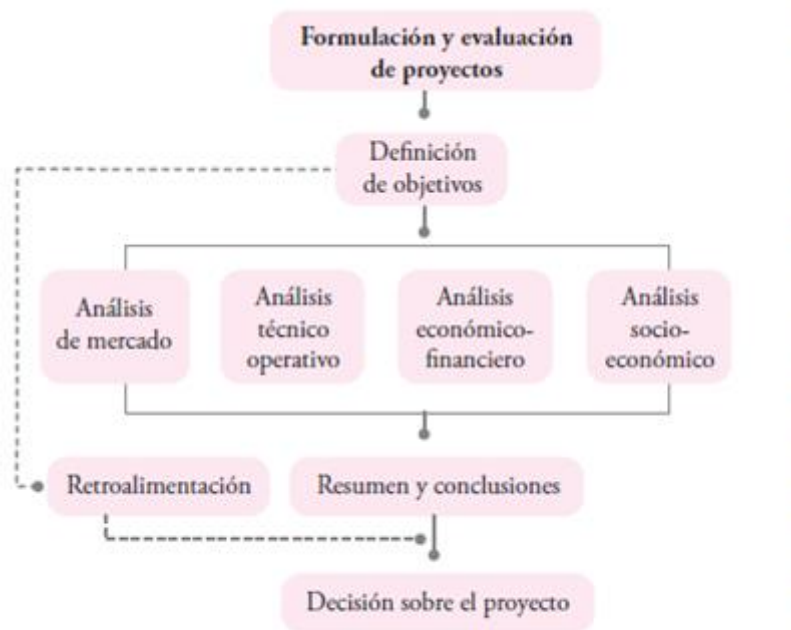 Formulación y evaluación
de proyectos
Definición
de objetivos
Análisis
de mercado
Análisis
técnico
operativo
Análisis
económico-
financiero
Análisis
socio-
económico
Retroalimentación
Resumen y conclusiones
Decisión sobre el proyecto